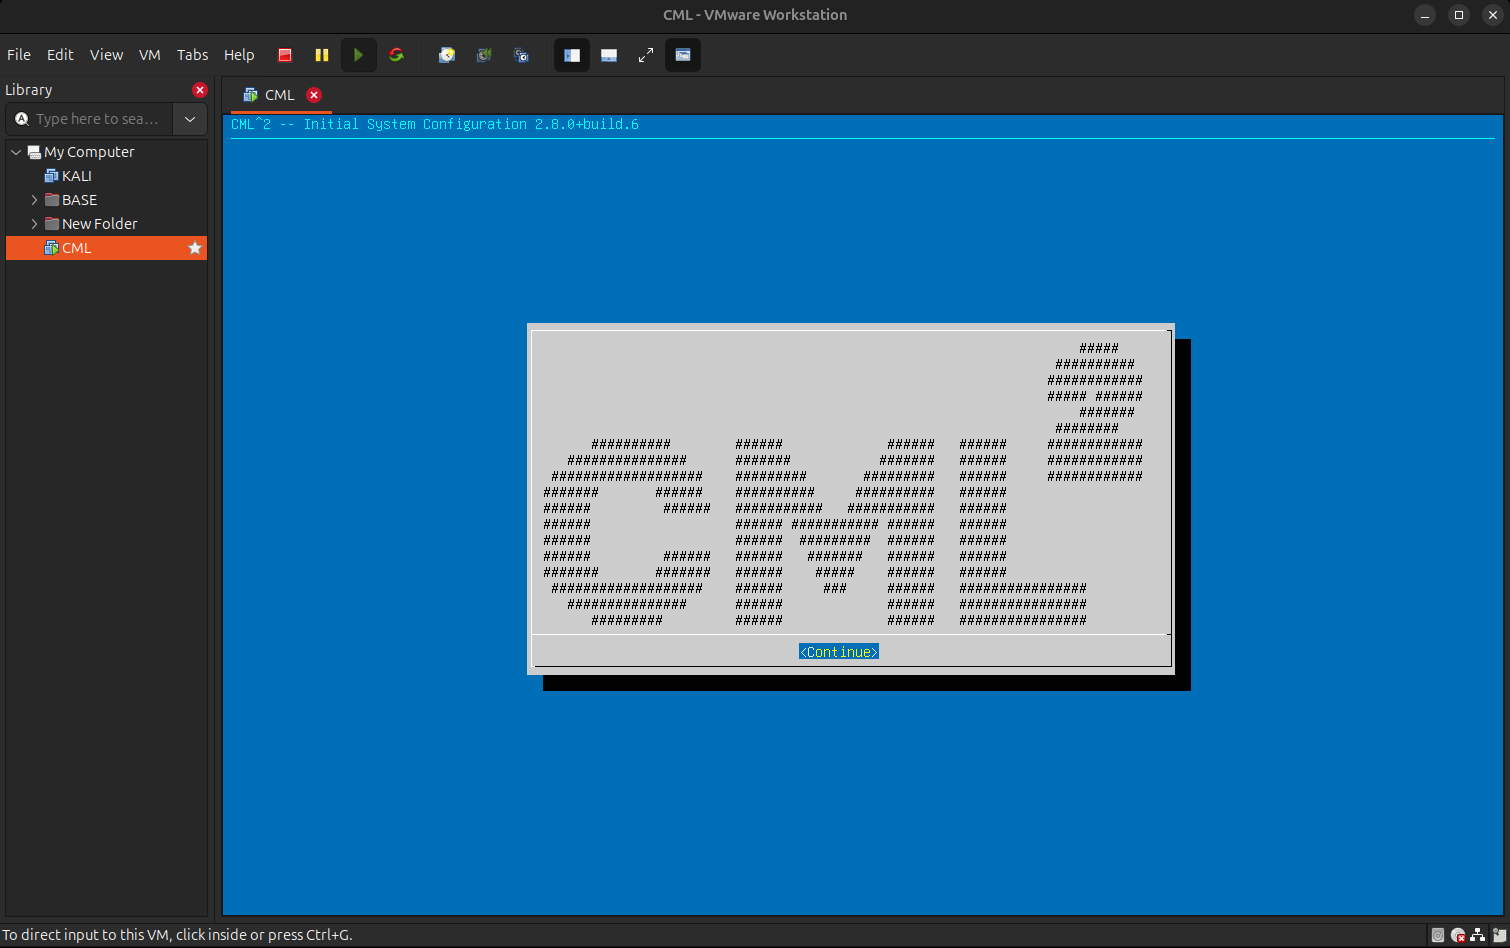 CML - VMware Workstation
File Edit View VM Tabs Help
Library
Type here to sea...
My Computer
KALI
BASE
New Folder
CML
CML
CML^2 -- Initial System Configuration 2.8.0+build.6
CML2
<Continue>
To direct input to this VM, click inside or press Ctrl+G.